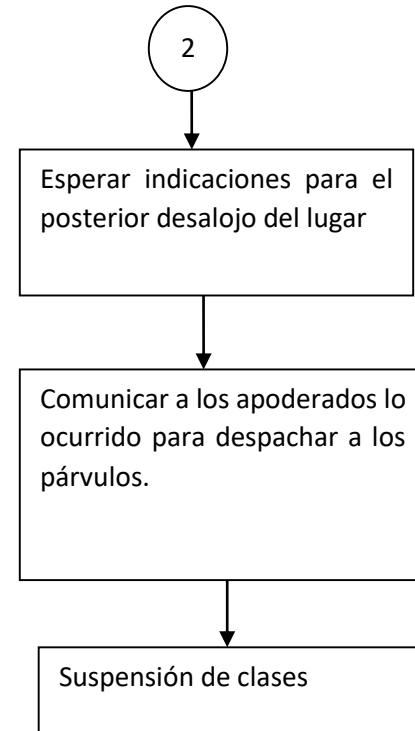 2
Esperar indicaciones para el
posterior desalojo del lugar
Comunicar a los apoderados lo
ocurrido para despachar a los
párvulos.
Suspensión de clases